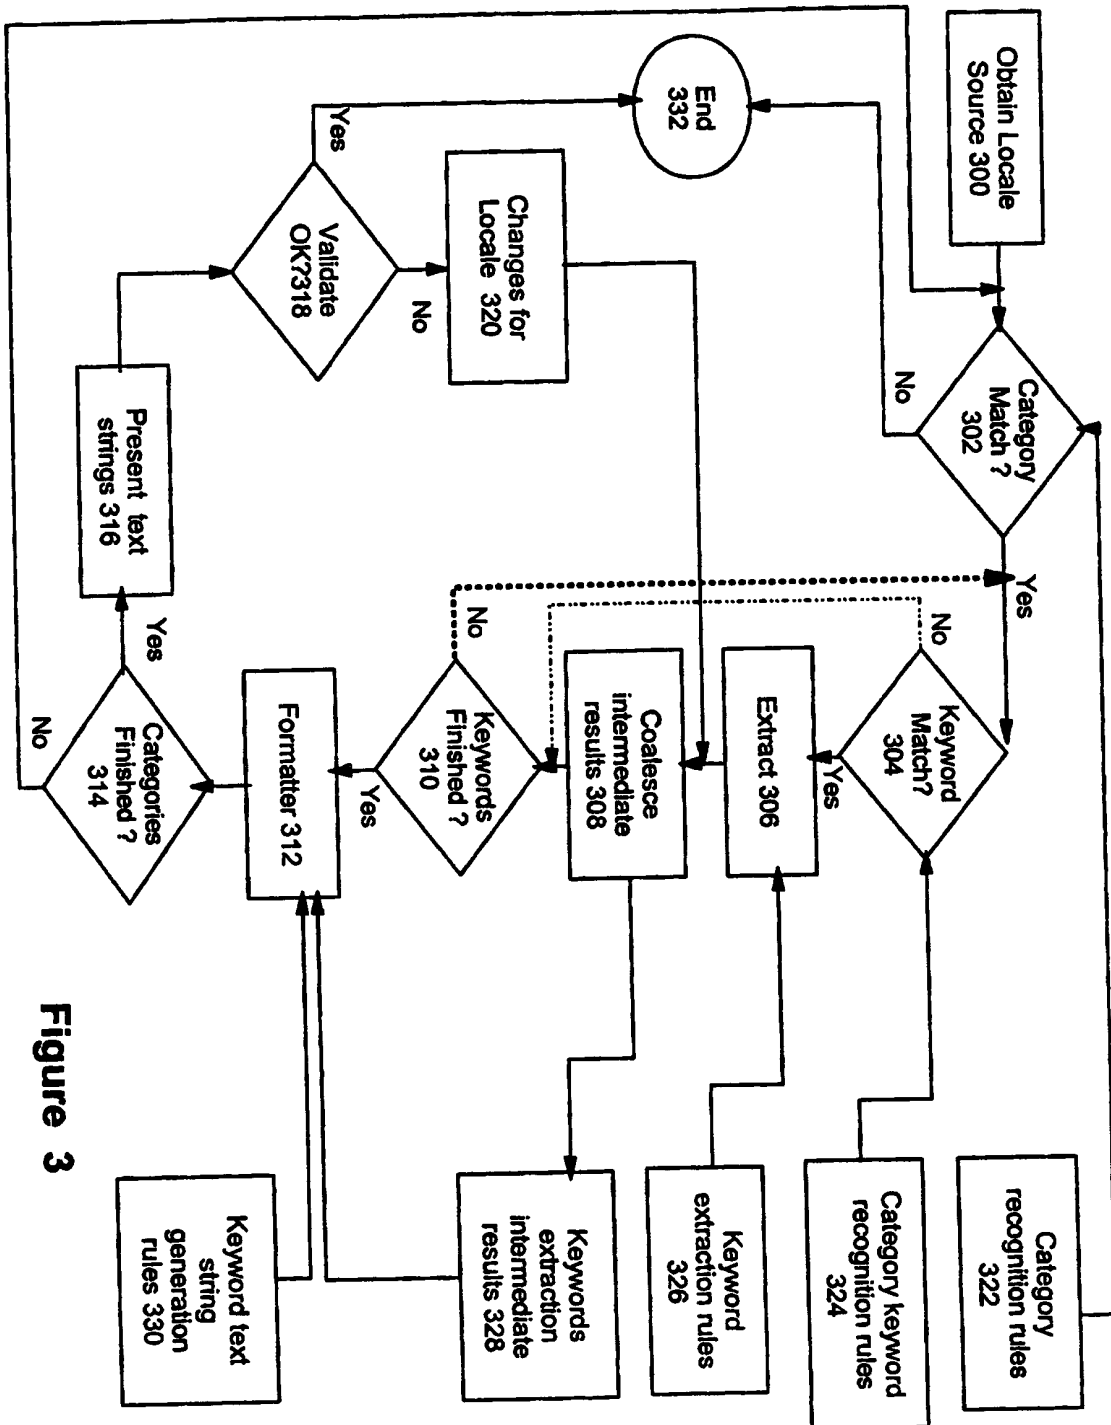 Obtain Locale
Source 300
Category
Match ?
302
No
Yes
End
332
Changes for
Locale 320
Yes
Validate
OK?318
No
Present text
strings 316
Keyword
Match?
304
No
Yes
Extract 306
Coalesce
intermediate
results 308
Keywords
Finished ?
310
No
Yes
Formatter 312
Categories
Finished ?
314
Yes
No
Category
recognition rules
322
Category keyword
recognition rules
324
Keyword
extraction rules
326
Keywords
extraction
intermediate
results 328
Keyword text
string
generation
rules 330
Figure 3